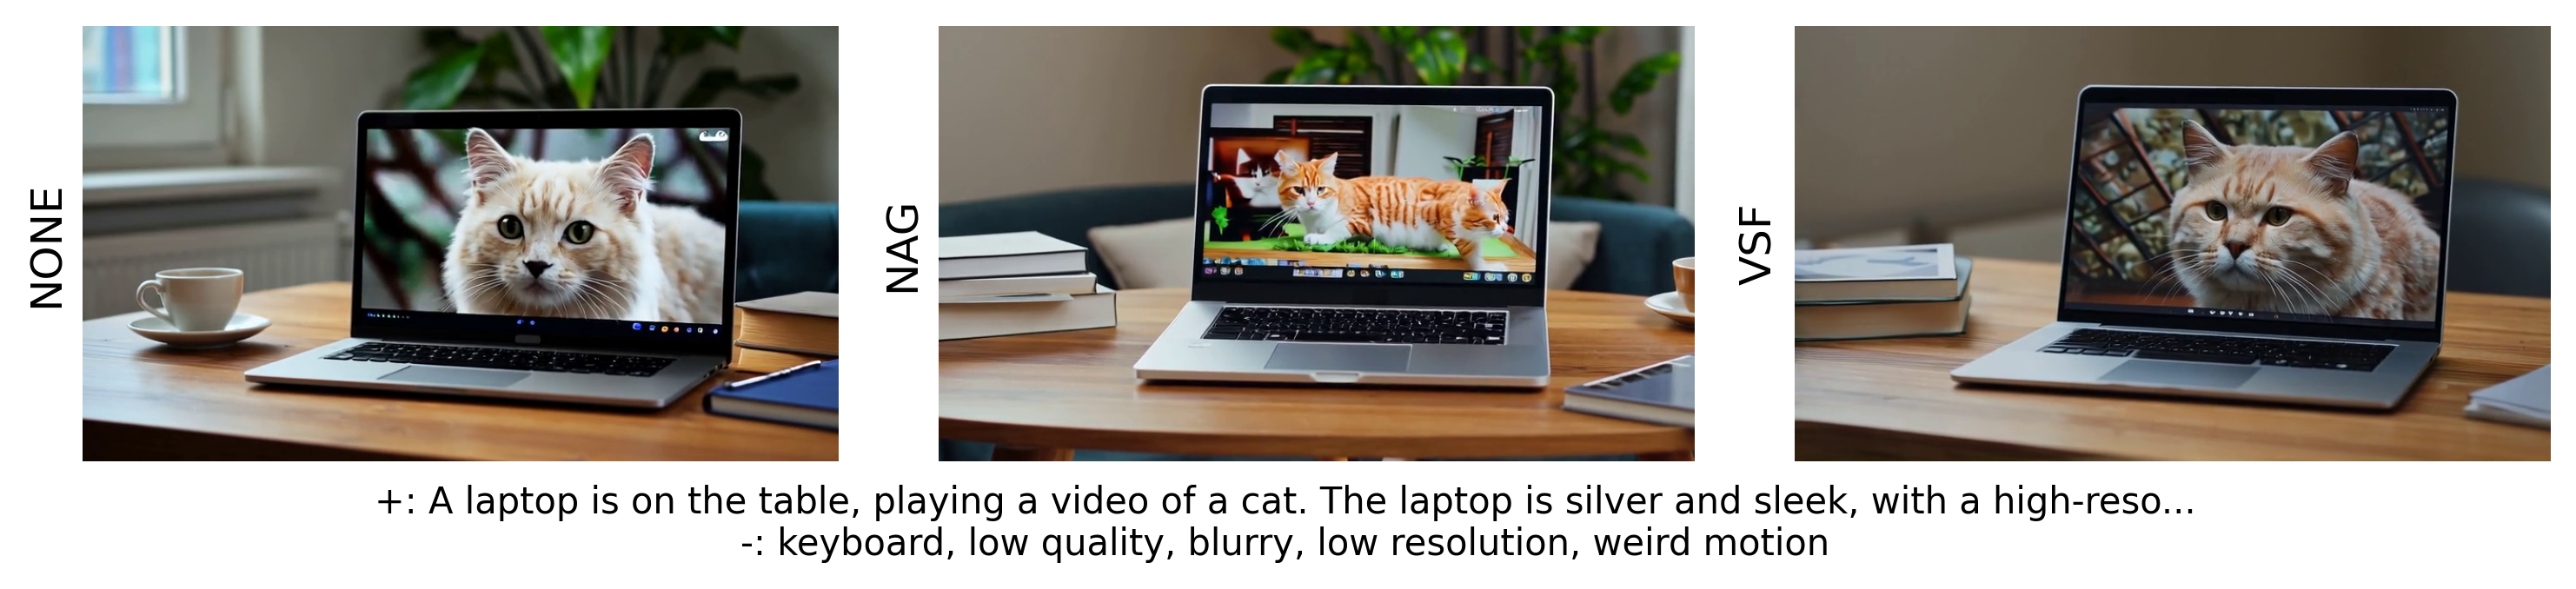 NONE
NAG
VSF
+: A laptop is on the table, playing a video of a cat. The laptop is silver and sleek, with a high-reso...
-: keyboard, low quality, blurry, low resolution, weird motion